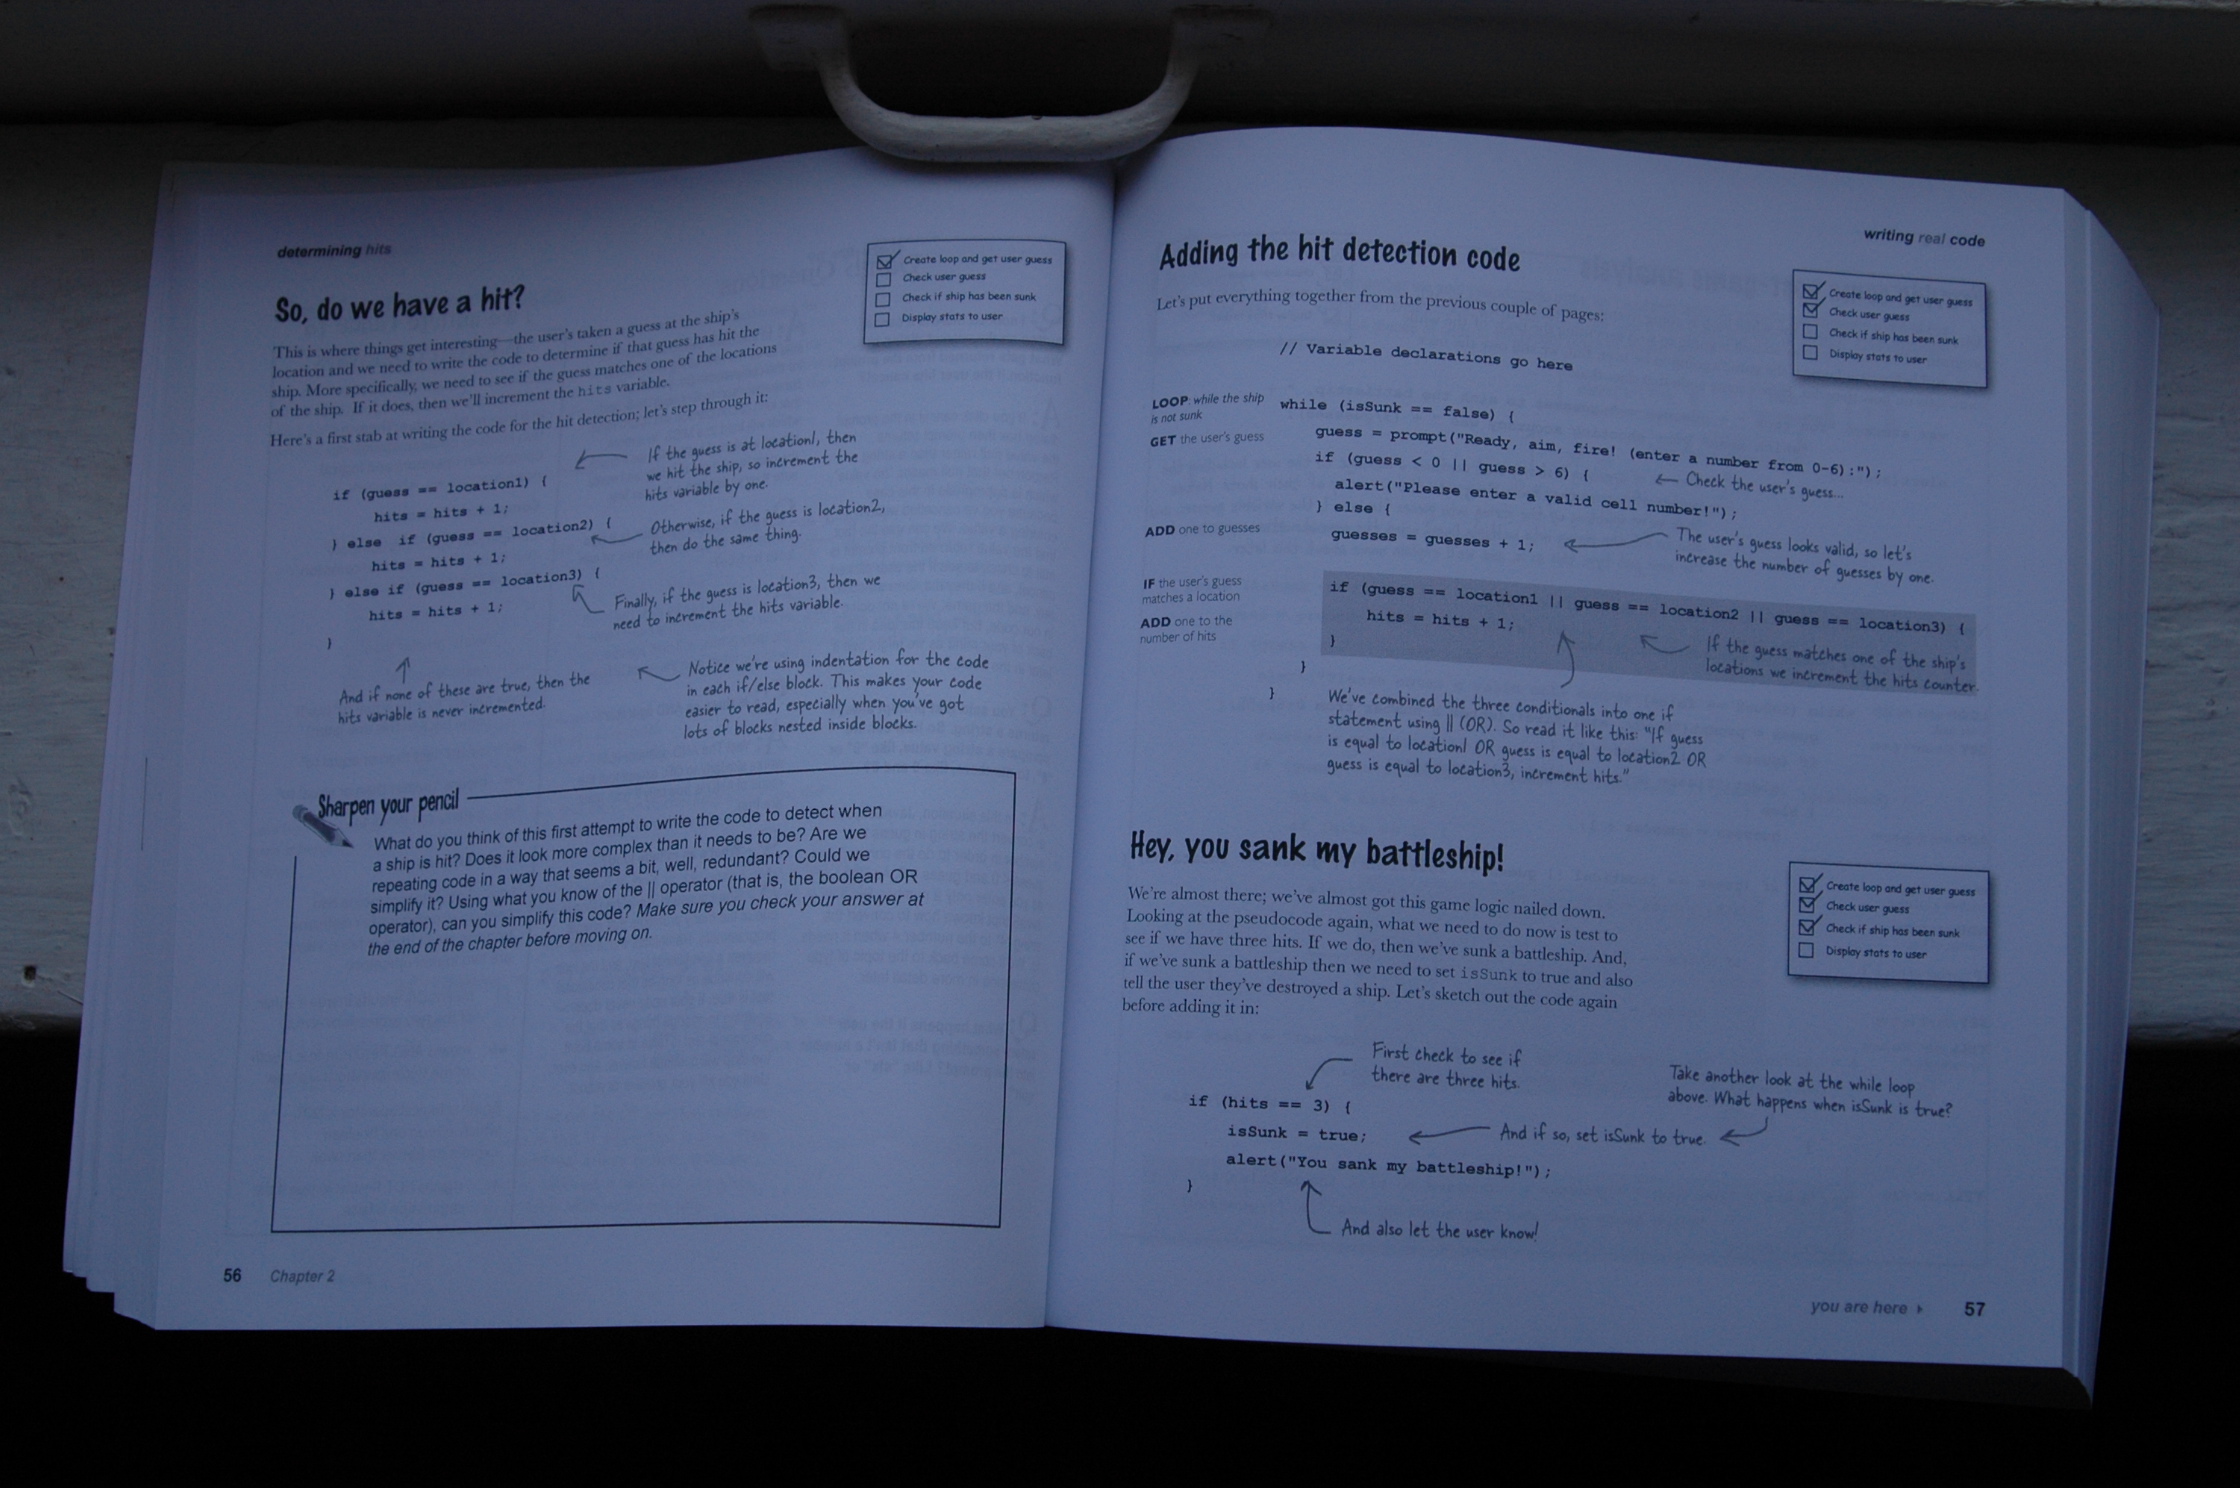 determining hits
Create loop and get user guess
Check user guess
Check if ship has been sunk
Display stats to user
So, do we have a hit?
This is where things get interesting—the user's taken a guess at the ship's
location and we need to write the code to determine if that guess has hit the
ship. More specifically, we need to see if the guess matches one of the locations
of the ship. If it does, then we'll increment the hits variable.
Here's a first stab at writing the code for the hit detection; let's step through it:
if (guess == location1) {
hits = hits + 1;
} else if (guess == location2) {
hits = hits + 1;
} else if (guess == location3) {
hits = hits + 1;
}
If the guess is at location1, then
we hit the ship, so increment the
hits variable by one.
Otherwise, if the guess is location2,
then do the same thing.
Finally, if the guess is location3, then we
need to increment the hits variable.
And if none of these are true, then the
hits variable is never incremented.
Notice we're using indentation for the code
in each if/else block. This makes your code
easier to read, especially when you've got
lots of blocks nested inside blocks.
Sharpen your pencil
What do you think of this first attempt to write the code to detect when
a ship is hit? Does it look more complex than it needs to be? Are we
repeating code in a way that seems a bit, well, redundant? Could we
simplify it? Using what you know of the || operator (that is, the boolean OR
operator), can you simplify this code? Make sure you check your answer at
the end of the chapter before moving on.
56 Chapter 2
writing real code
Adding the hit detection code
Let's put everything together from the previous couple of pages:
Create loop and get user guess
Check user guess
Check if ship has been sunk
Display stats to user
// Variable declarations go here
LOOP while the ship
is not sunk
while (isSunk == false) {
GET the user's guess
guess = prompt("Ready, aim, fire! (enter a number from 0-6):");
if (guess < 0 || guess > 6) {
Check the user's guess...
alert("Please enter a valid cell number!");
} else {
ADD one to guesses
guesses = guesses + 1;
The user's guess looks valid, so let's
increase the number of guesses by one.
IF the user's guess
matches a location
if (guess == location1 || guess == location2 || guess == location3) {
ADD one to the
number of hits
hits = hits + 1;
}
If the guess matches one of the ship's
locations we increment the hits counter.
}
}
We've combined the three conditionals into one if
statement using || (OR). So read it like this: "If guess
is equal to location1 OR guess is equal to location2 OR
guess is equal to location3, increment hits."
Hey, you sank my battleship!
Create loop and get user guess
Check user guess
Check if ship has been sunk
Display stats to user
We're almost there; we've almost got this game logic nailed down.
Looking at the pseudocode again, what we need to do now is test to
see if we have three hits. If we do, then we've sunk a battleship. And,
if we've sunk a battleship then we need to set isSunk to true and also
tell the user they've destroyed a ship. Let's sketch out the code again
before adding it in:
First check to see if
there are three hits.
Take another look at the while loop
above. What happens when isSunk is true?
if (hits == 3) {
isSunk = true;
And if so, set isSunk to true.
alert("You sank my battleship!");
}
And also let the user know!
you are here 57